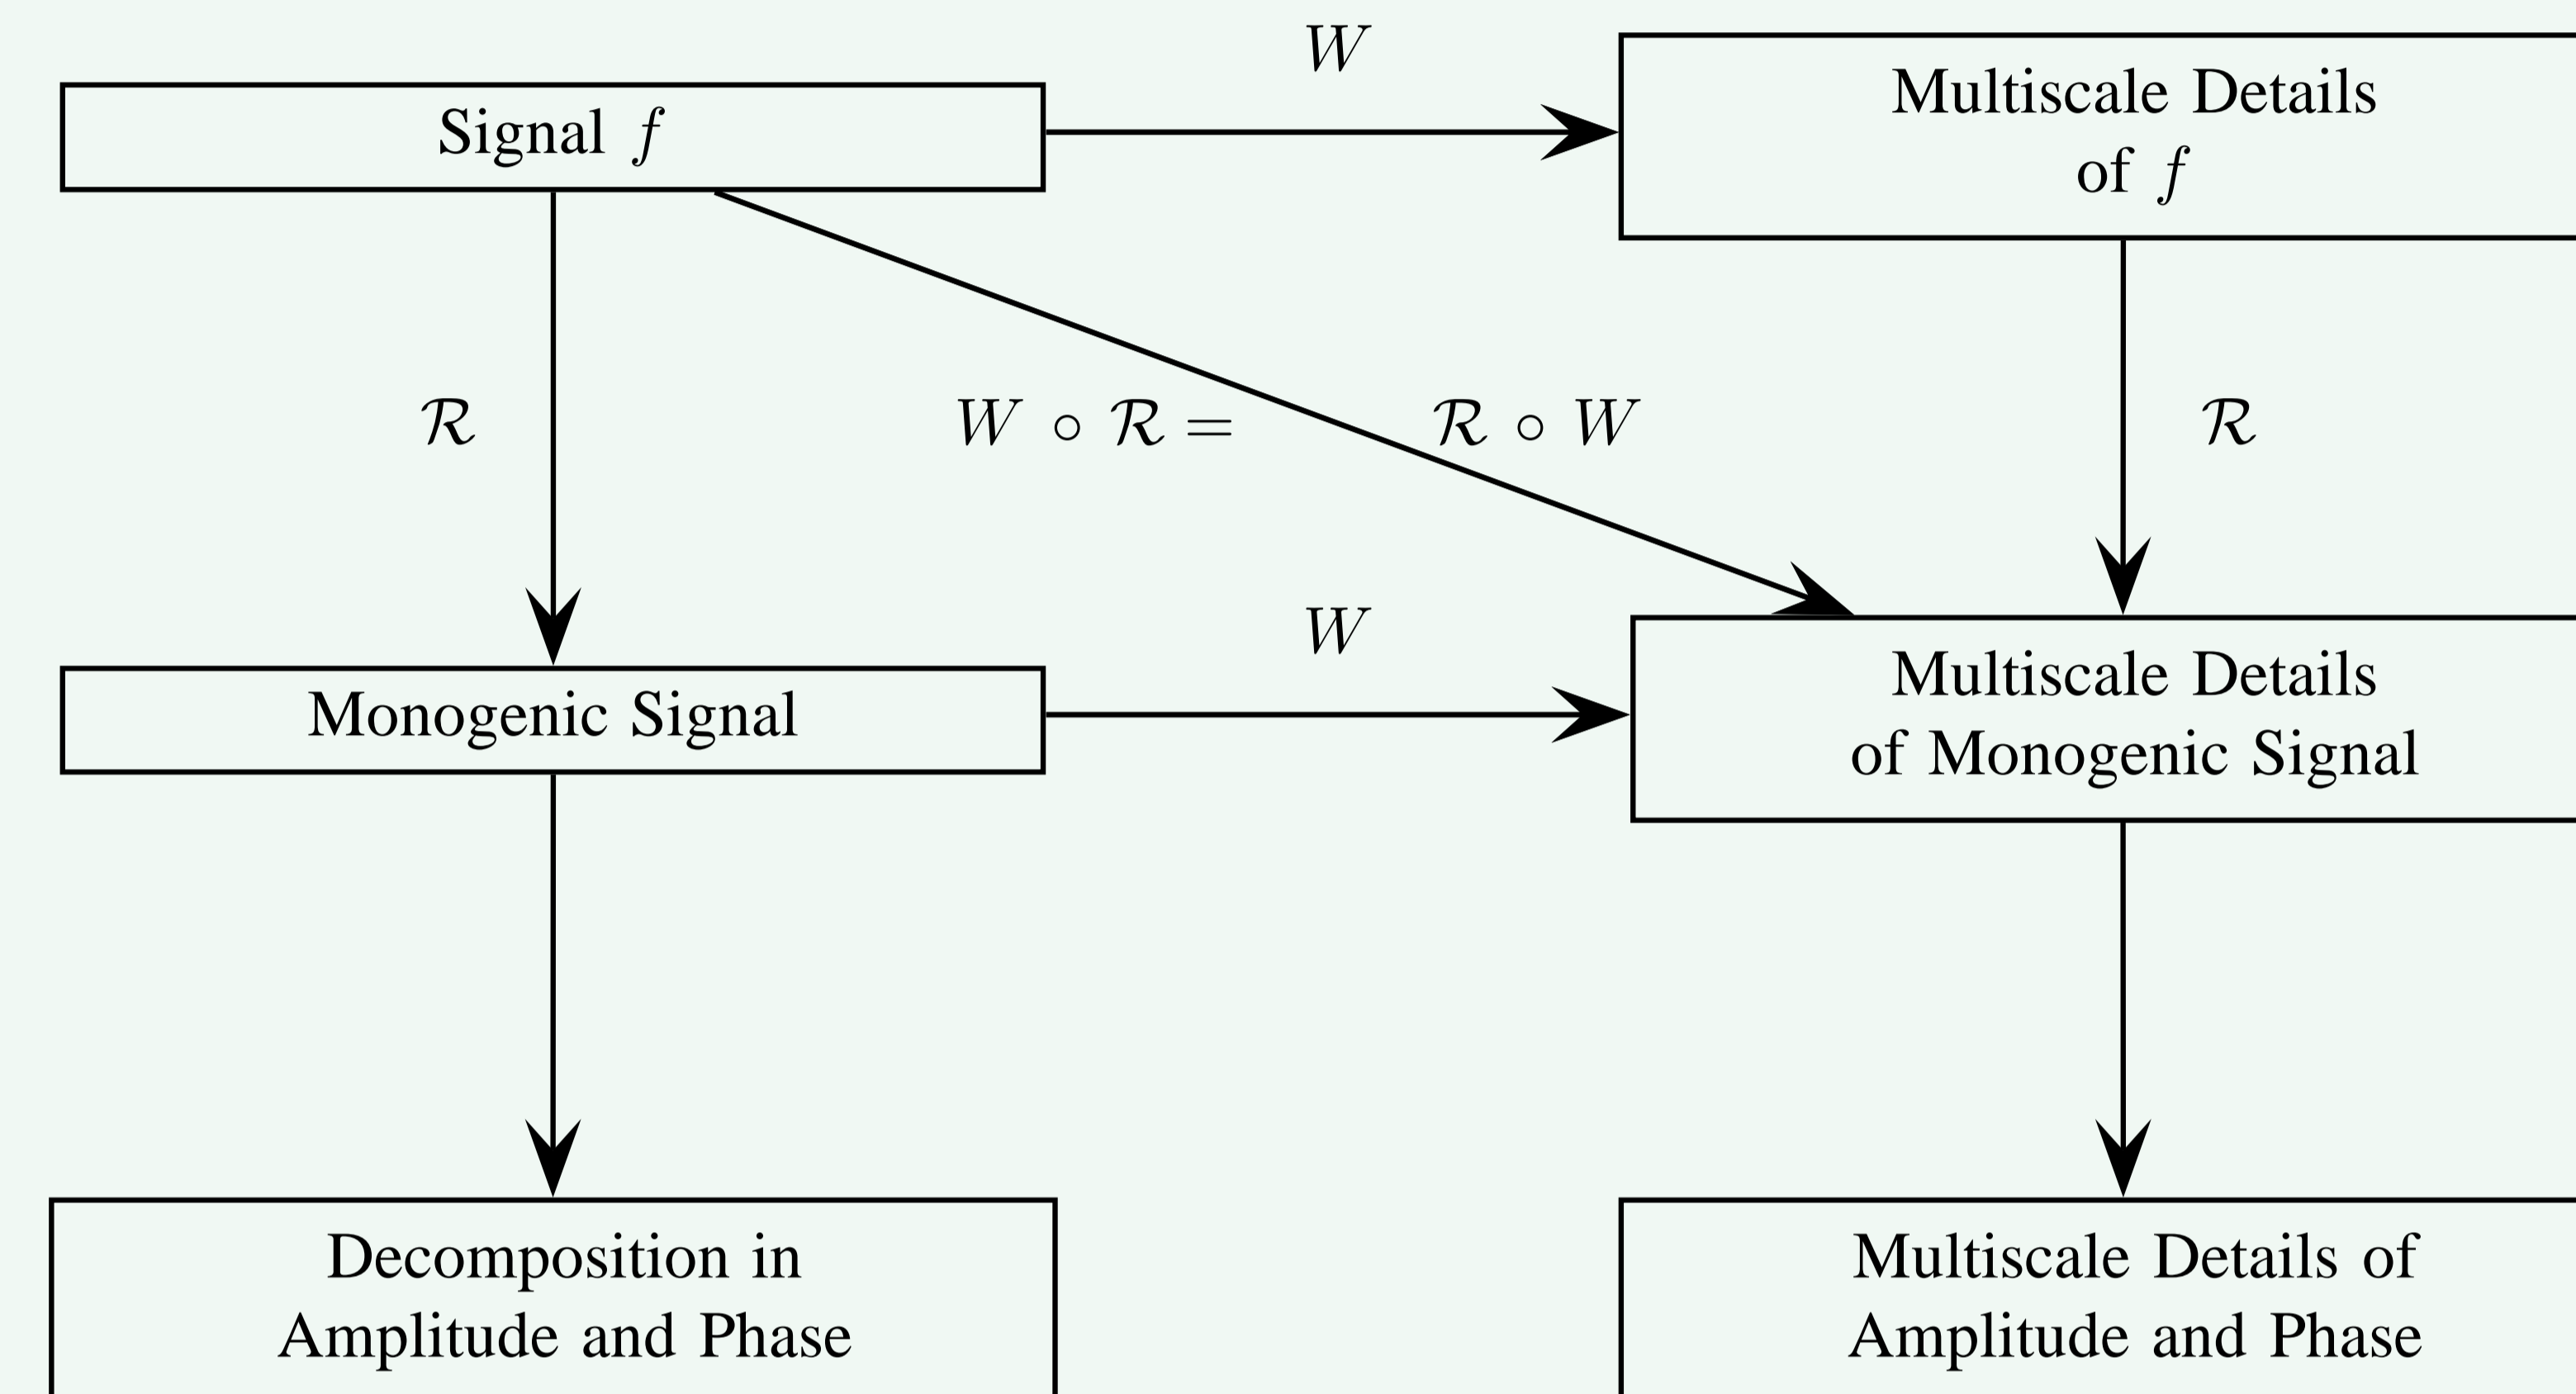 W
Signal f
Multiscale Details
of f
R
W ∘ R =
R ∘ W
R
W
Monogenic Signal
Multiscale Details
of Monogenic Signal
Decomposition in
Amplitude and Phase
Multiscale Details of
Amplitude and Phase